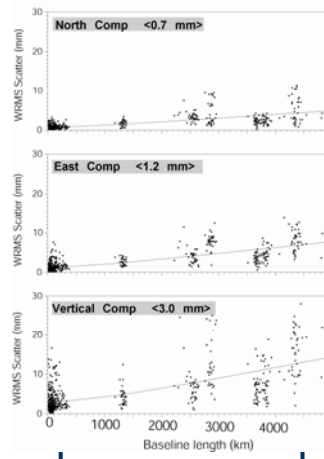 30
North Comp <0.7 mm>
20
WRMS Scatter (mm)
10
0
30
East Comp <1.2 mm>
20
WRMS Scatter (mm)
10
0
30
Vertical Comp <3.0 mm>
20
WRMS Scatter (mm)
10
0
0 1000 2000 3000 4000
Baseline length (km)